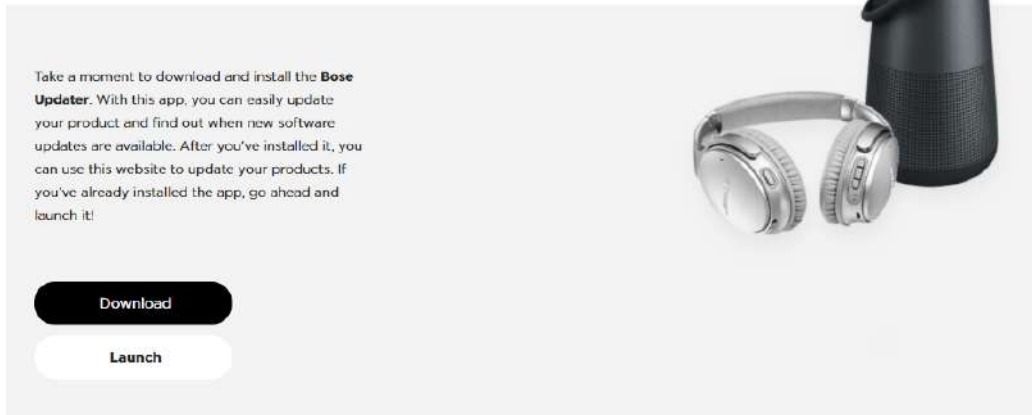 Take a moment to download and install the Bose
Updater. With this app, you can easily update
your product and find out when new software
updates are available. After you've installed it, you
can use this website to update your products. If
you've already installed the app, go ahead and
launch it!
Download
Launch